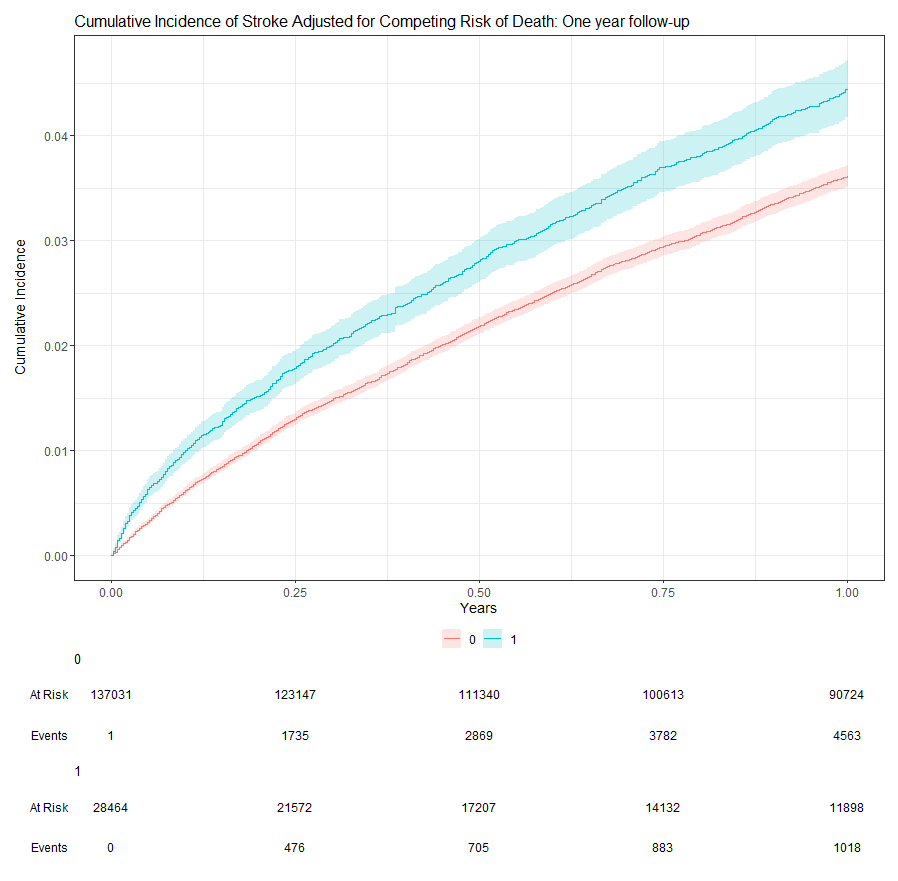 Cumulative Incidence of Stroke Adjusted for Competing Risk of Death: One year follow-up
Cumulative Incidence
0.04
0.03
0.02
0.01
0.00
0.00 0.25 0.50 0.75 1.00
Years
0 1
0
At Risk 137031 123147 111340 100613 90724
Events 1 1735 2869 3782 4563
1
At Risk 28464 21572 17207 14132 11898
Events 0 476 705 883 1018